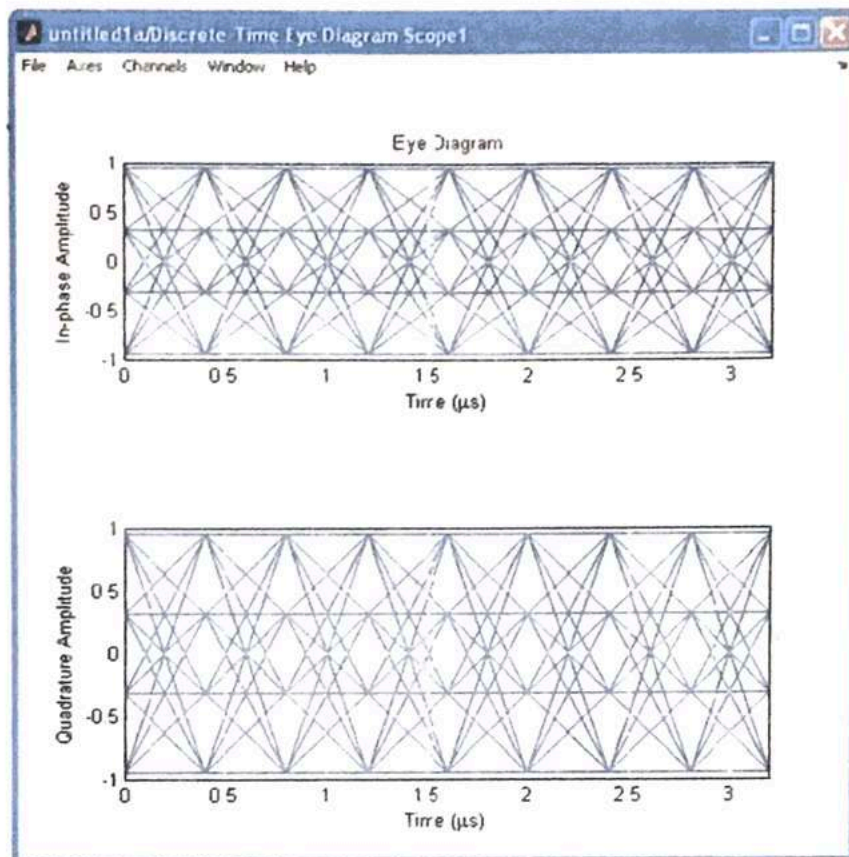 untitled1a/Discrete-Time Eye Diagram Scope1
File Axes Channels Window Help
Eye Diagram
In-phase Amplitude
1
0.5
0
-0.5
-1
0 0.5 1 1.5 2 2.5 3
Time (µs)
Quadrature Amplitude
1
0.5
0
-0.5
-1
0 0.5 1 1.5 2 2.5 3
Time (µs)